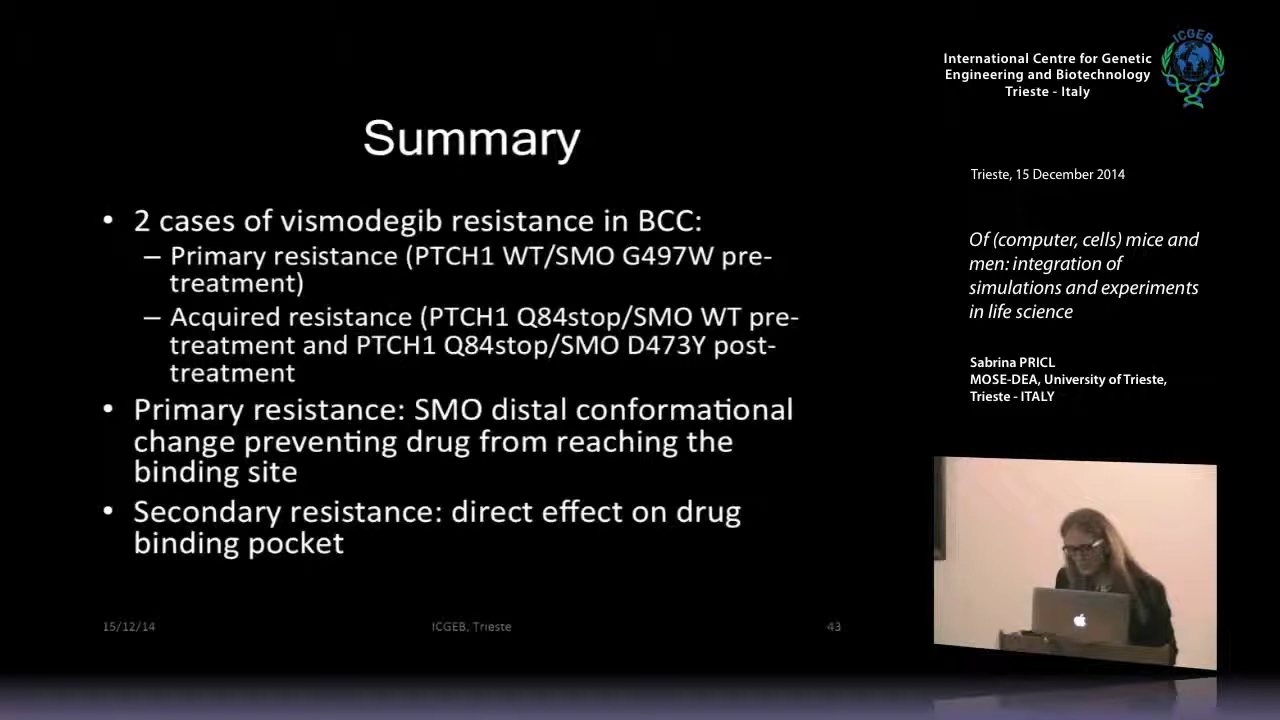 ICGEB
International Centre for Genetic
Engineering and Biotechnology
Trieste - Italy
Summary
• 2 cases of vismodegib resistance in BCC:
– Primary resistance (PTCH1 WT/SMO G497W pre-
treatment)
– Acquired resistance (PTCH1 Q84stop/SMO WT pre-
treatment and PTCH1 Q84stop/SMO D473Y post-
treatment
• Primary resistance: SMO distal conformational
change preventing drug from reaching the
binding site
• Secondary resistance: direct effect on drug
binding pocket
15/12/14
ICGEB, Trieste
43
Trieste, 15 December 2014
Of (computer, cells) mice and
men: integration of
simulations and experiments
in life science
Sabrina PRICL
MOSE-DEA, University of Trieste,
Trieste - ITALY